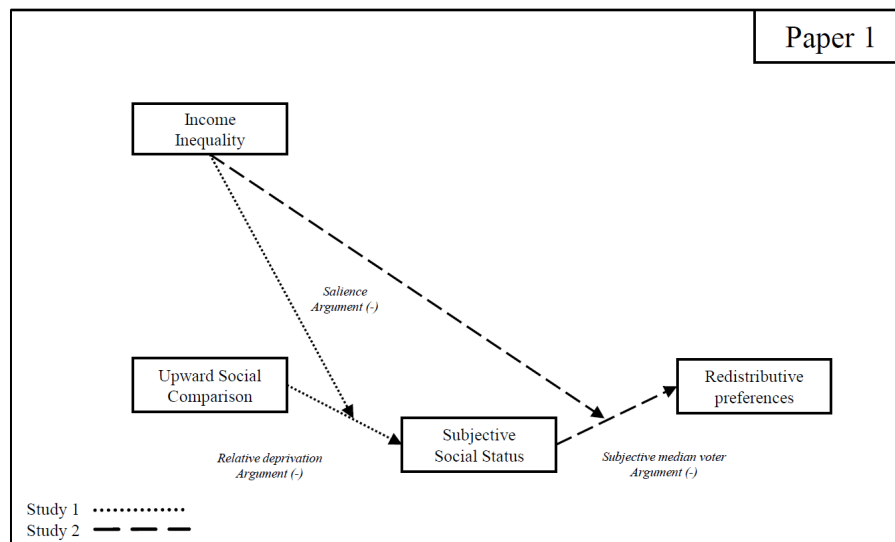 Paper 1
Income
Inequality
Salience
Argument (-)
Upward Social
Comparison
Redistributive
preferences
Subjective
Social Status
Relative deprivation
Argument (-)
Subjective median voter
Argument (-)
Study 1
Study 2